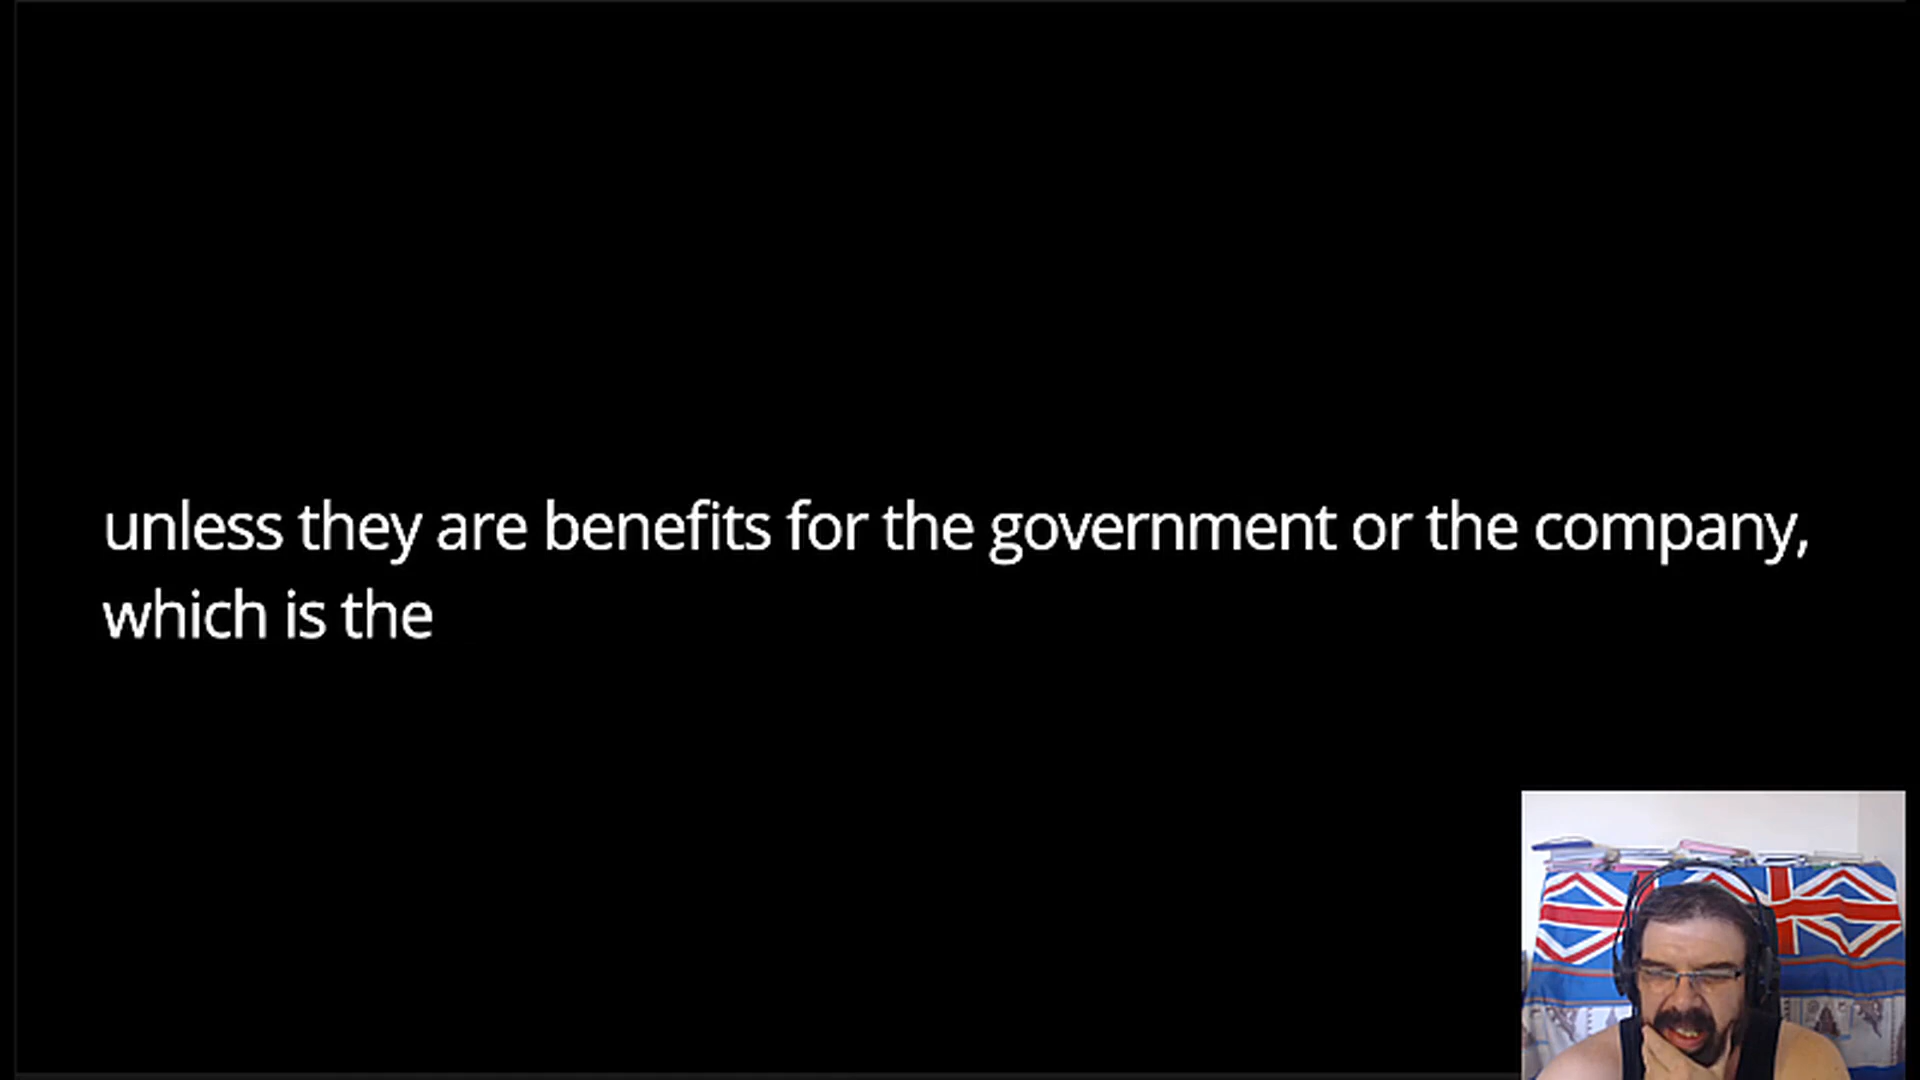 unless they are benefits for the government or the company,
which is the